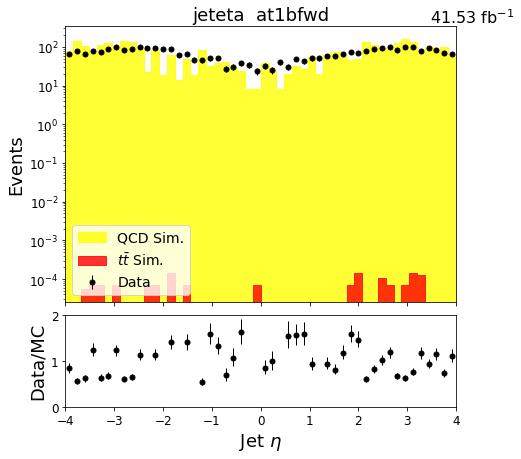 jeteta at1bfwd
41.53 fb⁻¹
Events
10²
10¹
10⁰
10⁻¹
10⁻²
10⁻³
10⁻⁴
QCD Sim.
tt̄ Sim.
Data
Data/MC
2
1
0
−4 −3 −2 −1 0 1 2 3 4
Jet η